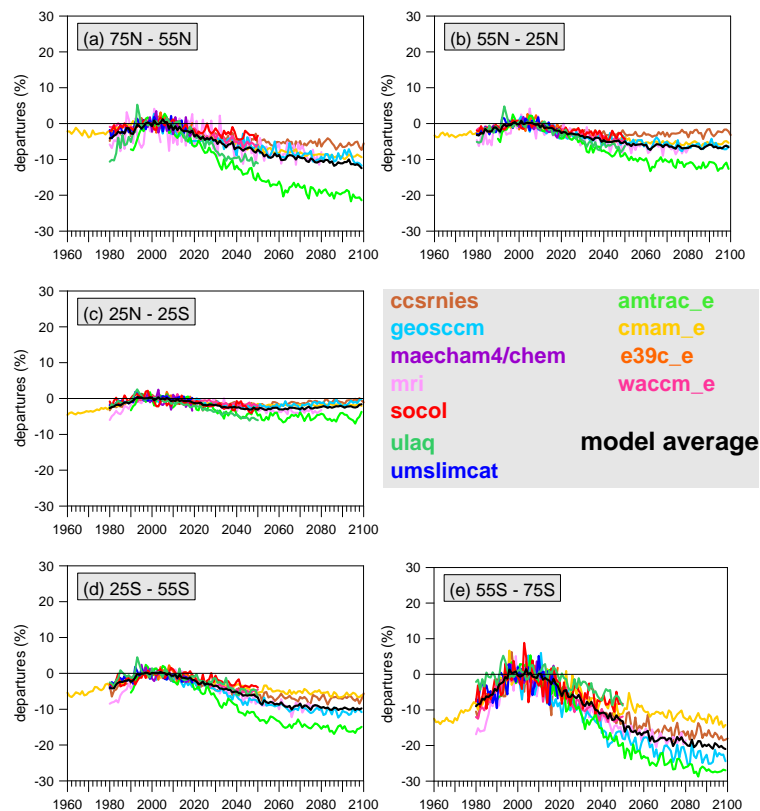 30
20
10
0
-10
-20
-30
departures (%)
(a) 75N - 55N
1960 1980 2000 2020 2040 2060 2080 2100
30
20
10
0
-10
-20
-30
departures (%)
(b) 55N - 25N
1960 1980 2000 2020 2040 2060 2080 2100
30
20
10
0
-10
-20
-30
departures (%)
(c) 25N - 25S
1960 1980 2000 2020 2040 2060 2080 2100
ccsrnies amtrac_e
geosccm cmam_e
maecham4/chem e39c_e
mri waccm_e
socol
ulaq model average
umslimcat
30
20
10
0
-10
-20
-30
departures (%)
(d) 25S - 55S
1960 1980 2000 2020 2040 2060 2080 2100
30
20
10
0
-10
-20
-30
departures (%)
(e) 55S - 75S
1960 1980 2000 2020 2040 2060 2080 2100